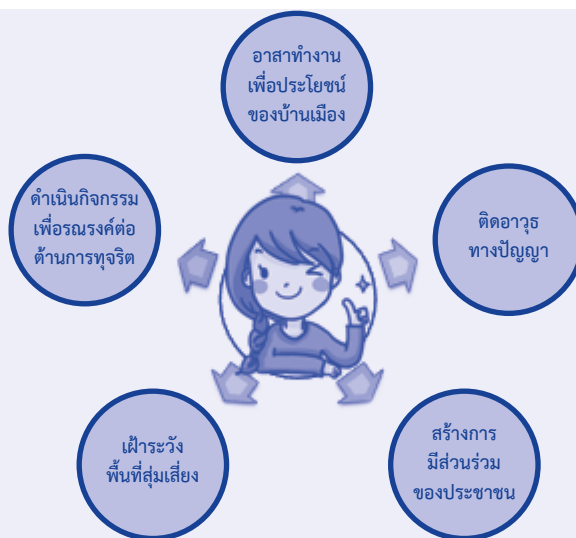 อาสาทำงาน
เพื่อประโยชน์
ของบ้านเมือง
ติดอาวุธ
ทางปัญญา
สร้างการ
มีส่วนร่วม
ของประชาชน
เฝ้าระวัง
พื้นที่สุ่มเสี่ยง
ดำเนินกิจกรรม
เพื่อรณรงค์ต่อ
ต้านการทุจริต